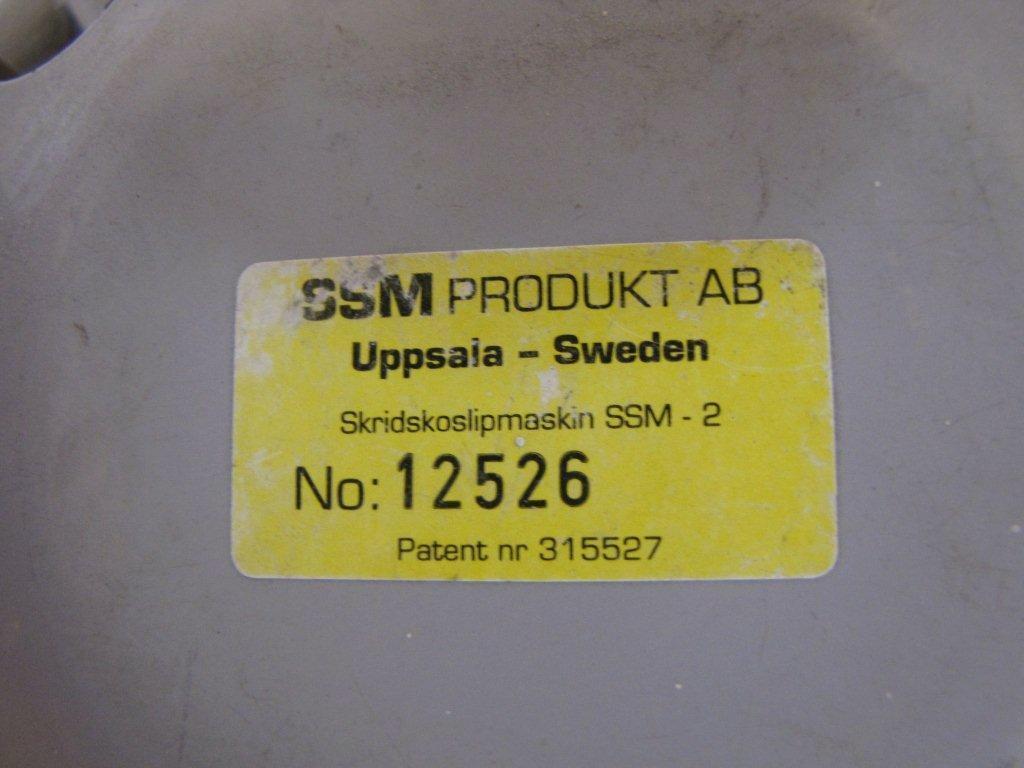 SSM PRODUKT AB
Uppsala - Sweden
Skridskoslipmaskin SSM - 2
No: 12526
Patent nr 315527